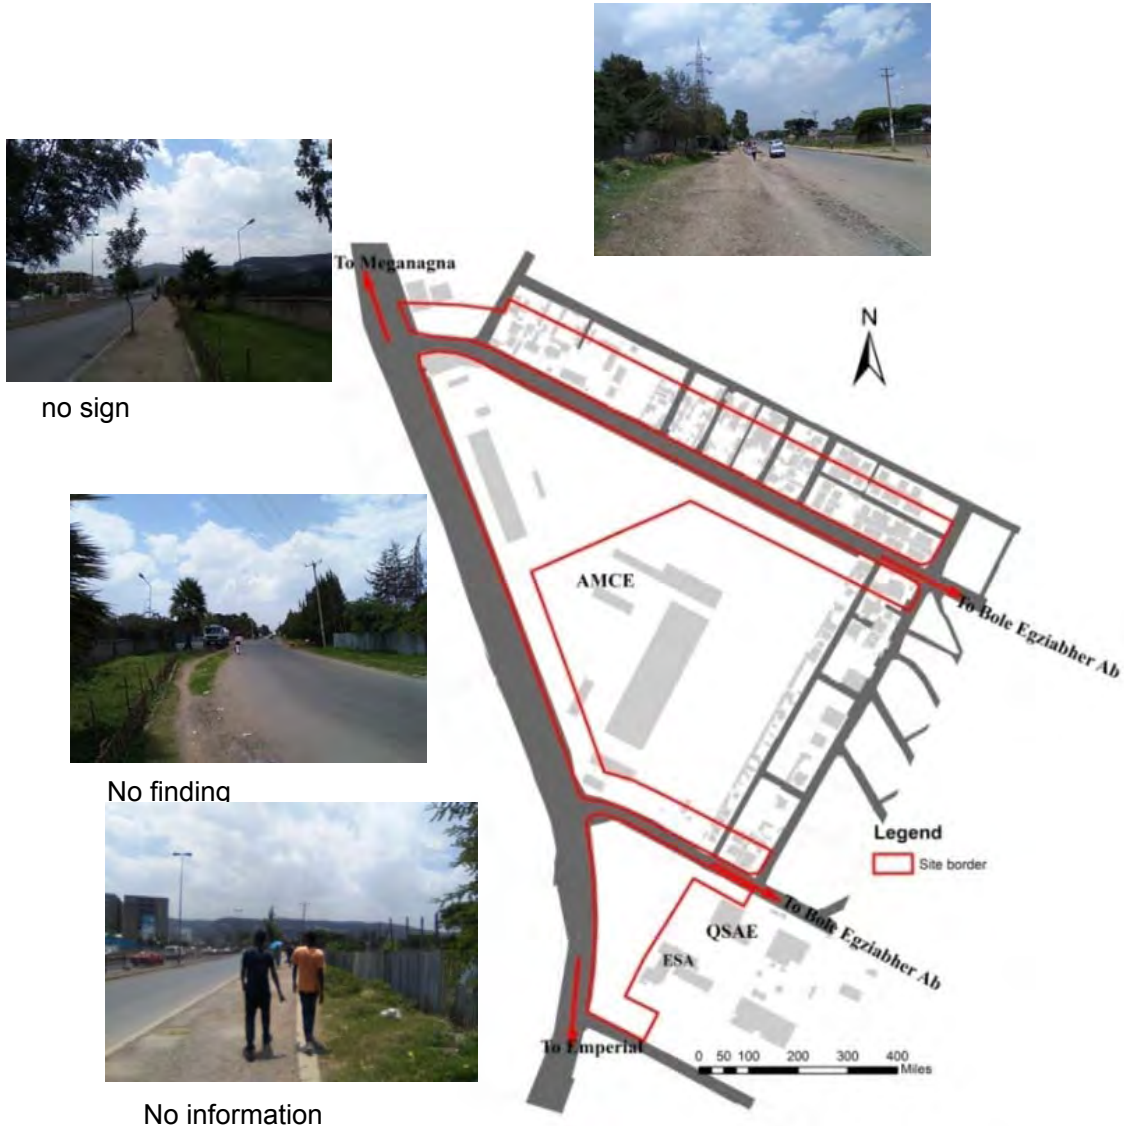 To Meganagna
N
no sign
AMCE
To Bole Egziabher Ab
No finding
Legend
Site border
To Bole Egziabher Ab
QSAE
ESA
To Emperial
0 50 100 200 300 400
Miles
No information